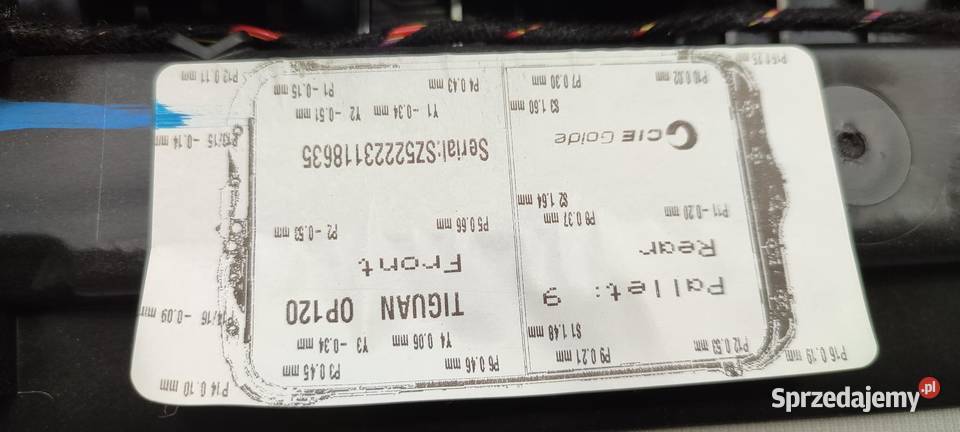 P16 0.19 mm
P12 0.53 mm
P9 0.21 mm
S1 1.48 mm
Pallet: 9
Rear
P11 -0.20 mm
P8 0.37 mm
S2 1.64 mm
CIE Goide
S3 1.60 mm
P10 0.02 mm
P7 0.30 mm
P6 0.46 mm
P3 0.45 mm
Y4 0.06 mm
Y3 -0.34 mm
TIGUAN OP120
Front
P5 0.66 mm
P2 -0.53 mm
Serial:SZ52223118635
Y1 -0.34 mm
Y2 -0.51 mm
P4 0.43 mm
P1 -0.15 mm
P14 0.10 mm
-0.09 mm
-0.14 mm
P13 0.11 mm
Sprzedajemy.pl